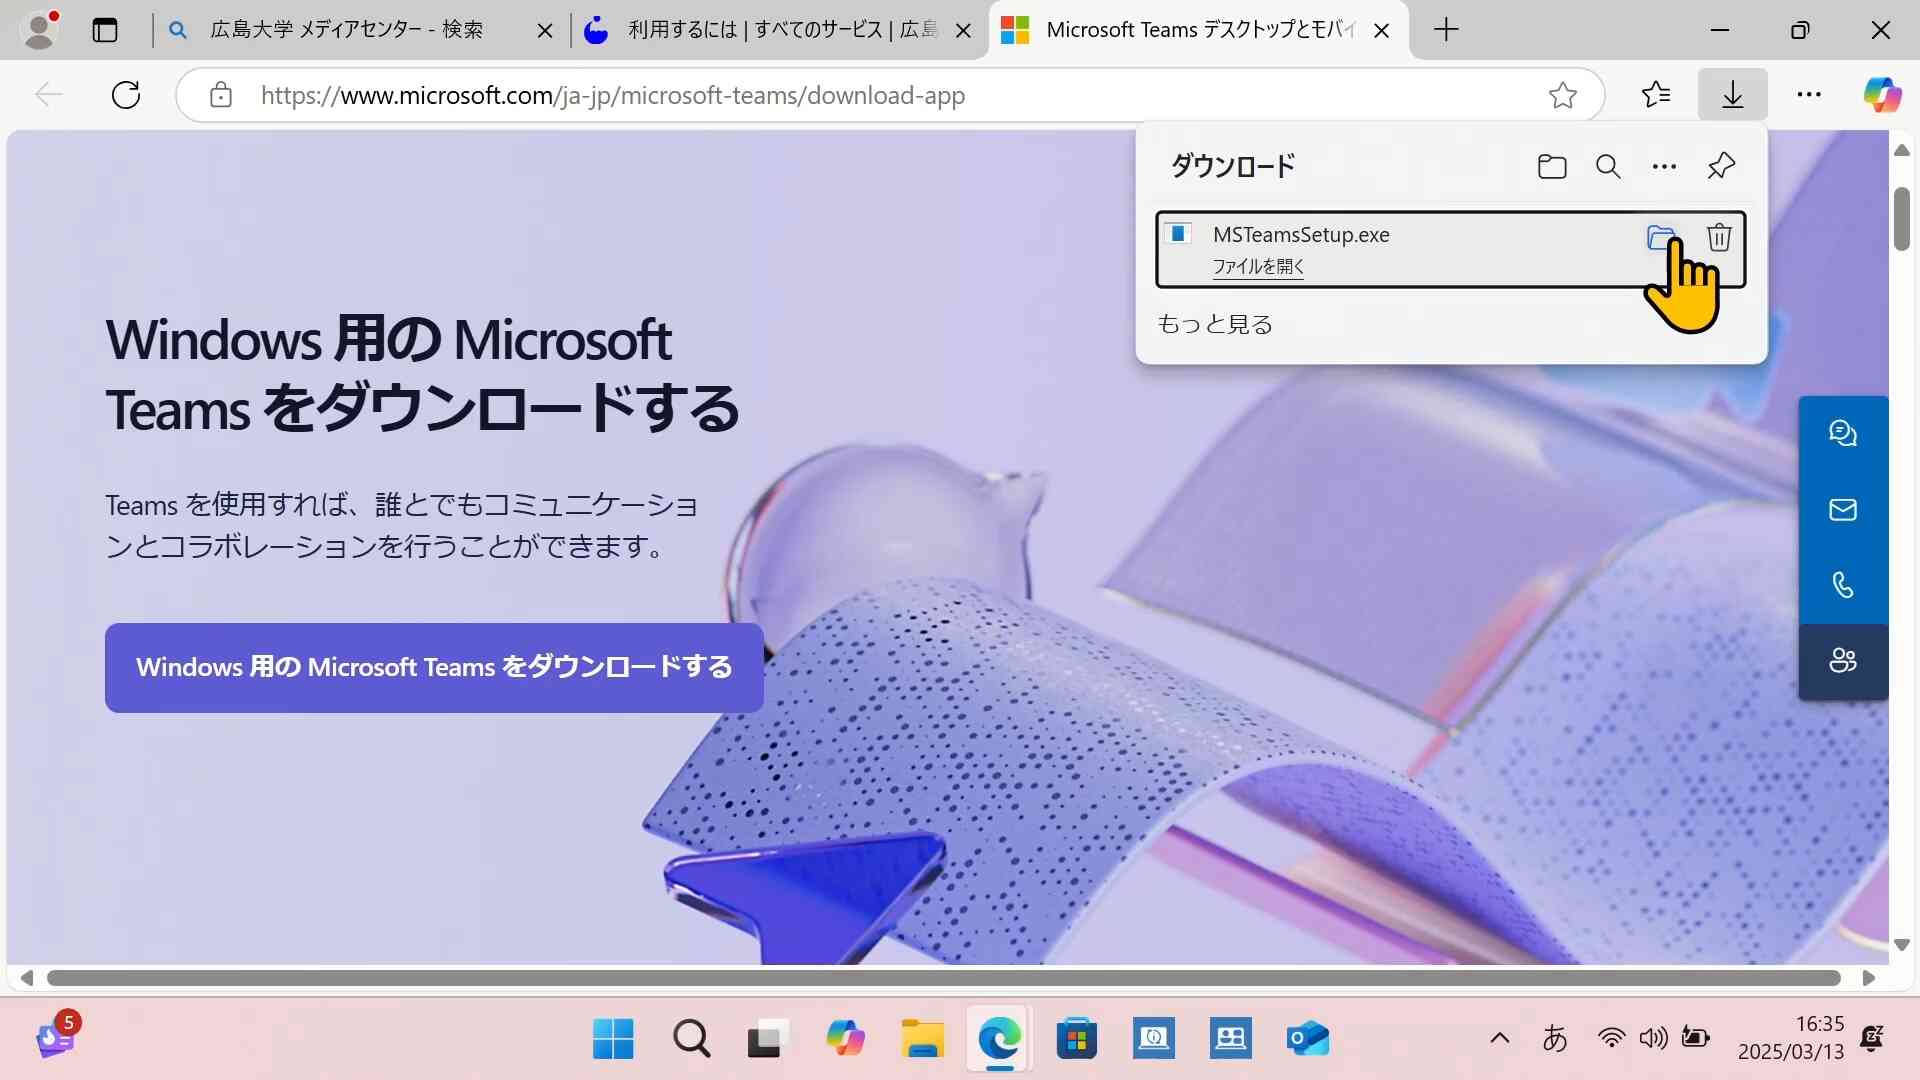 広島大学 メディアセンター - 検索
利用するには | すべてのサービス | 広島
Microsoft Teams デスクトップとモバイ
https://www.microsoft.com/ja-jp/microsoft-teams/download-app
ダウンロード
MSTeamsSetup.exe
ファイルを開く
もっと見る
Windows 用の Microsoft
Teams をダウンロードする
Teams を使用すれば、誰とでもコミュニケーショ
ンとコラボレーションを行うことができます。
Windows 用の Microsoft Teams をダウンロードする
5
あ
16:35
2025/03/13